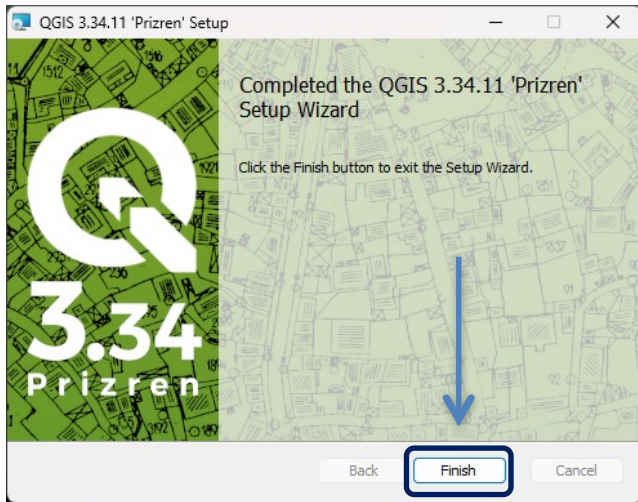 QGIS 3.34.11 'Prizren' Setup
Completed the QGIS 3.34.11 'Prizren'
Setup Wizard
Click the Finish button to exit the Setup Wizard.
3.34
Prizren
Back Finish Cancel